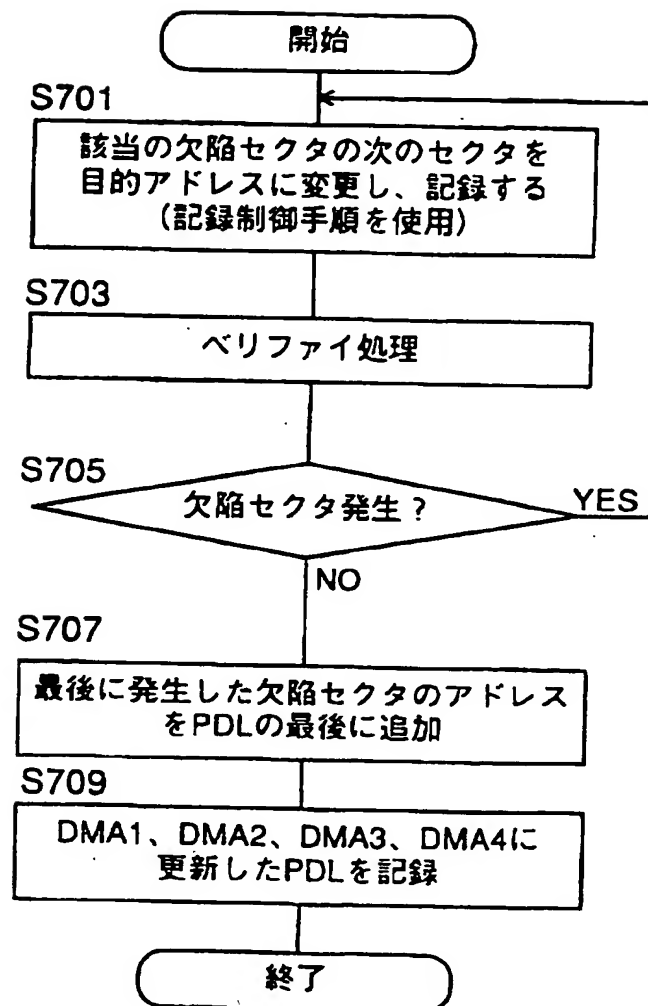 開始
S701
該当の欠陥セクタの次のセクタを
目的アドレスに変更し、記録する
(記録制御手順を使用)
S703
ベリファイ処理
S705
欠陥セクタ発生?
YES
NO
S707
最後に発生した欠陥セクタのアドレス
をPDLの最後に追加
S709
DMA1、DMA2、DMA3、DMA4に
更新したPDLを記録
終了